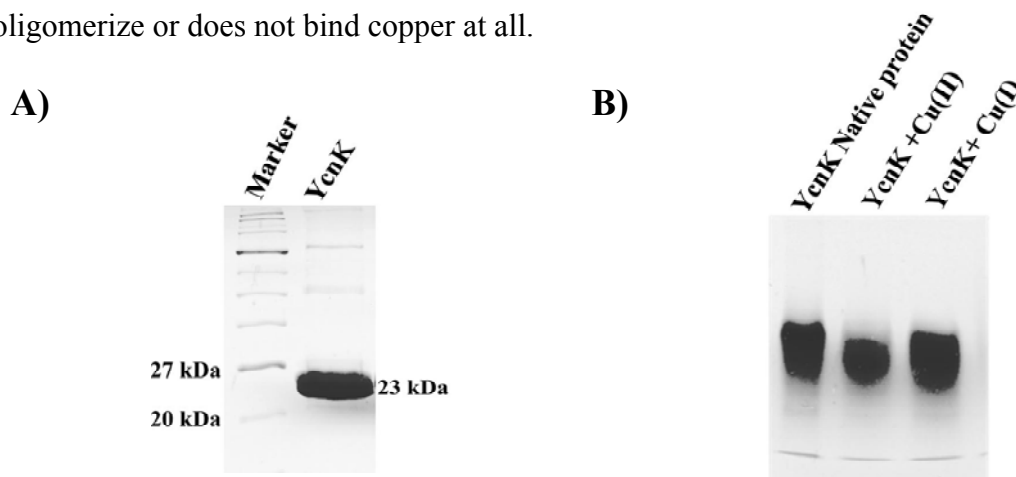 oligomerize or does not bind copper at all.
A)
Marker
YcnK
27 kDa
20 kDa
23 kDa
B)
YcnK Native protein
YcnK +Cu(II)
YcnK+ Cu(I)